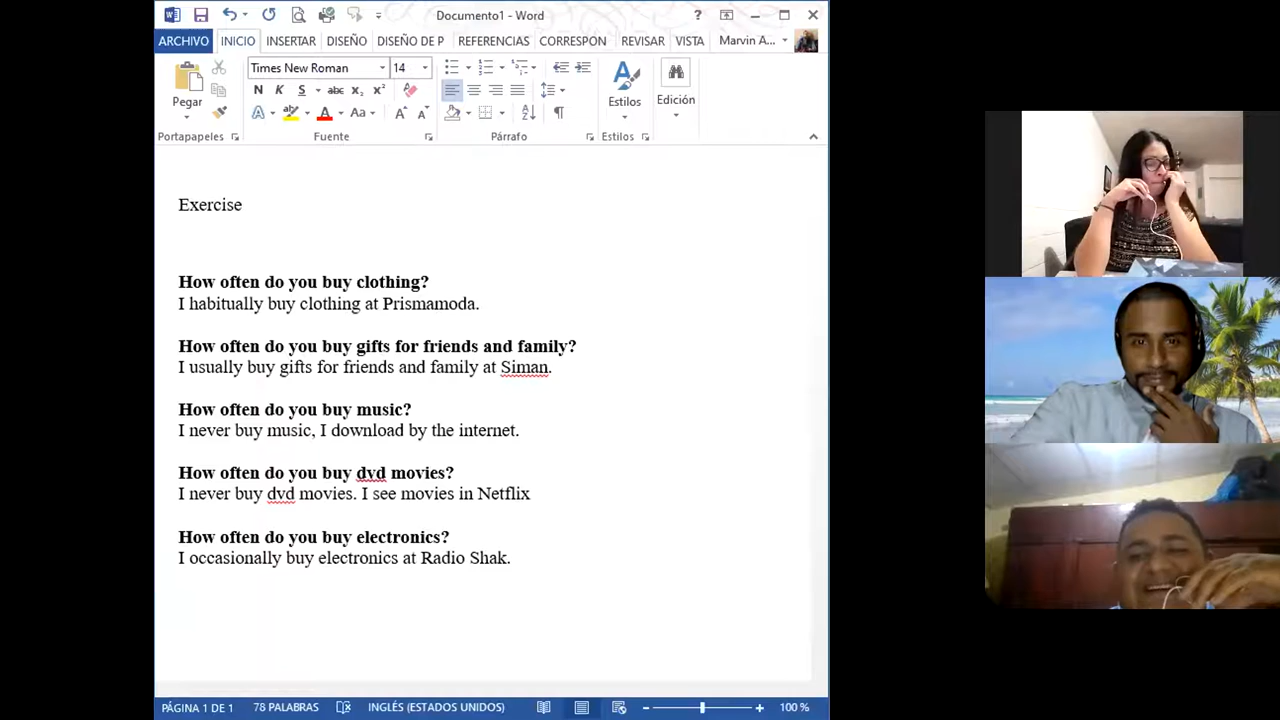 Documento1 - Word
ARCHIVO INICIO INSERTAR DISEÑO DISEÑO DE P REFERENCIAS CORRESPON REVISAR VISTA Marvin A...
Times New Roman 14
Pegar
N K S abc x₂ x²
A aby A Aa A A
Estilos
Edición
Portapapeles Fuente Párrafo Estilos
Exercise
How often do you buy clothing?
I habitually buy clothing at Prismamoda.
How often do you buy gifts for friends and family?
I usually buy gifts for friends and family at Siman.
How often do you buy music?
I never buy music, I download by the internet.
How often do you buy dvd movies?
I never buy dvd movies. I see movies in Netflix
How often do you buy electronics?
I occasionally buy electronics at Radio Shak.
PÁGINA 1 DE 1 78 PALABRAS INGLÉS (ESTADOS UNIDOS) 100 %